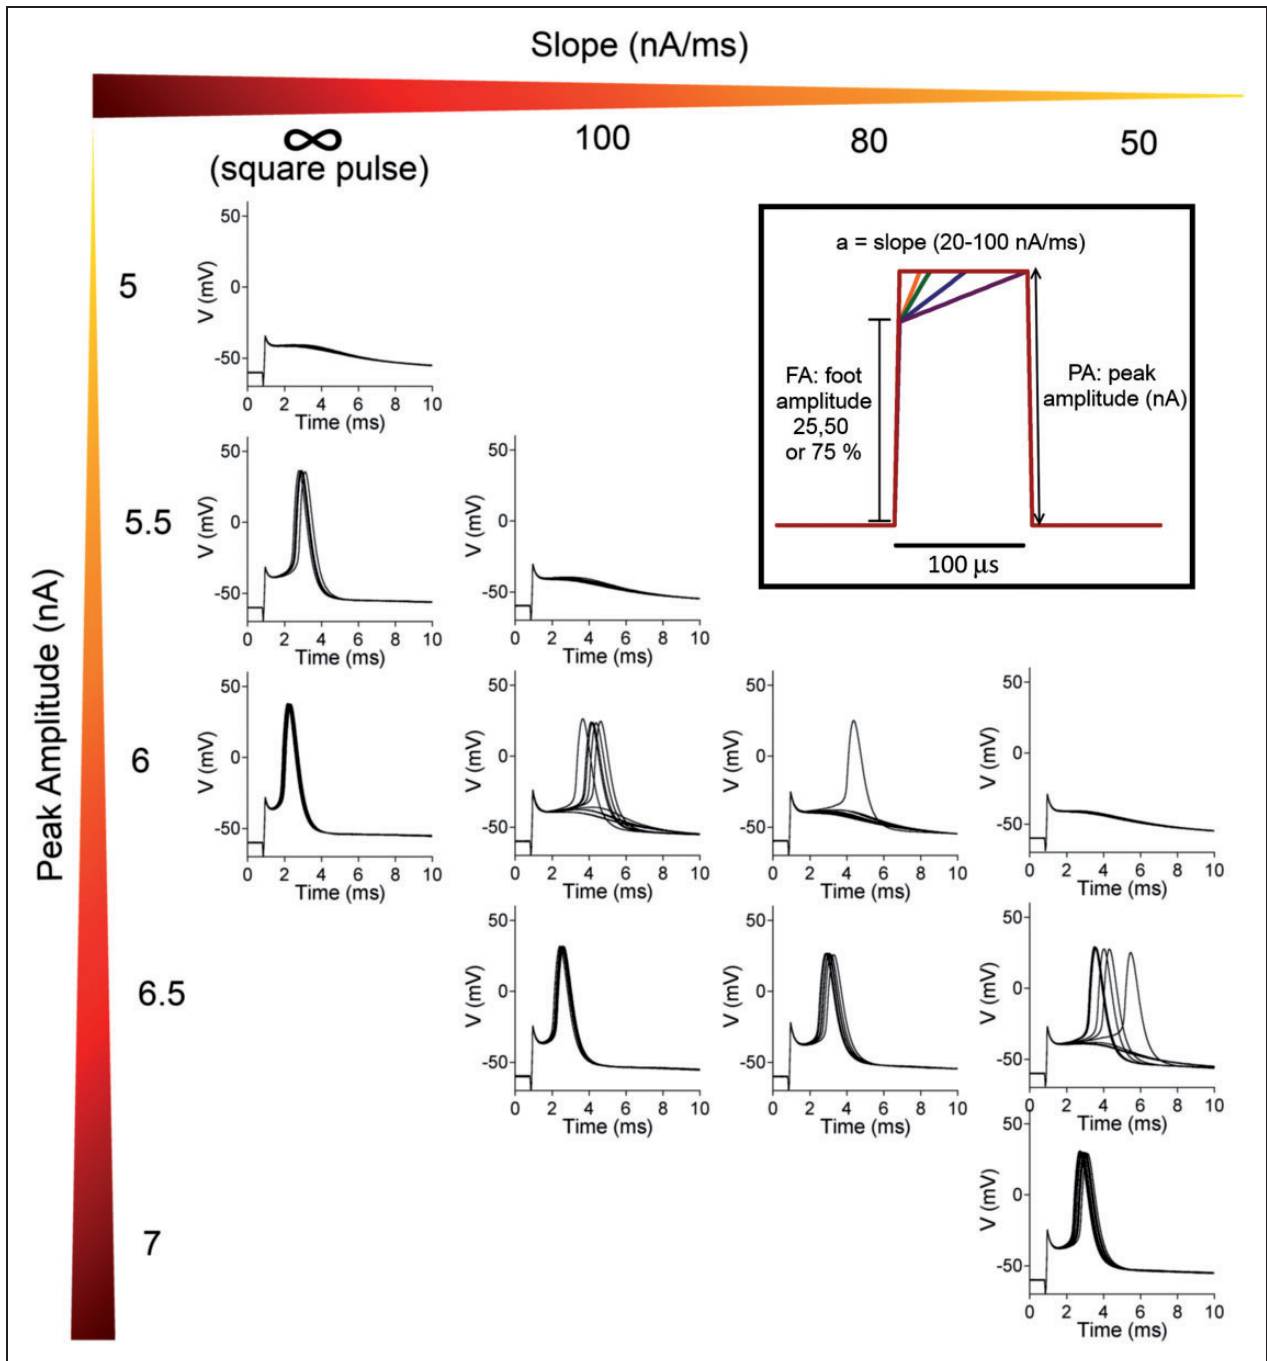 Slope (nA/ms)
∞
(square pulse)
100
80
50
Peak Amplitude (nA)
5
5.5
6
6.5
7
a = slope (20-100 nA/ms)
FA: foot
amplitude
25,50
or 75 %
PA: peak
amplitude (nA)
100 µs
V (mV)
50
0
-50
0 2 4 6 8 10
Time (ms)
V (mV)
50
0
-50
0 2 4 6 8 10
Time (ms)
V (mV)
50
0
-50
0 2 4 6 8 10
Time (ms)
V (mV)
50
0
-50
0 2 4 6 8 10
Time (ms)
V (mV)
50
0
-50
0 2 4 6 8 10
Time (ms)
V (mV)
50
0
-50
0 2 4 6 8 10
Time (ms)
V (mV)
50
0
-50
0 2 4 6 8 10
Time (ms)
V (mV)
50
0
-50
0 2 4 6 8 10
Time (ms)
V (mV)
50
0
-50
0 2 4 6 8 10
Time (ms)
V (mV)
50
0
-50
0 2 4 6 8 10
Time (ms)
V (mV)
50
0
-50
0 2 4 6 8 10
Time (ms)